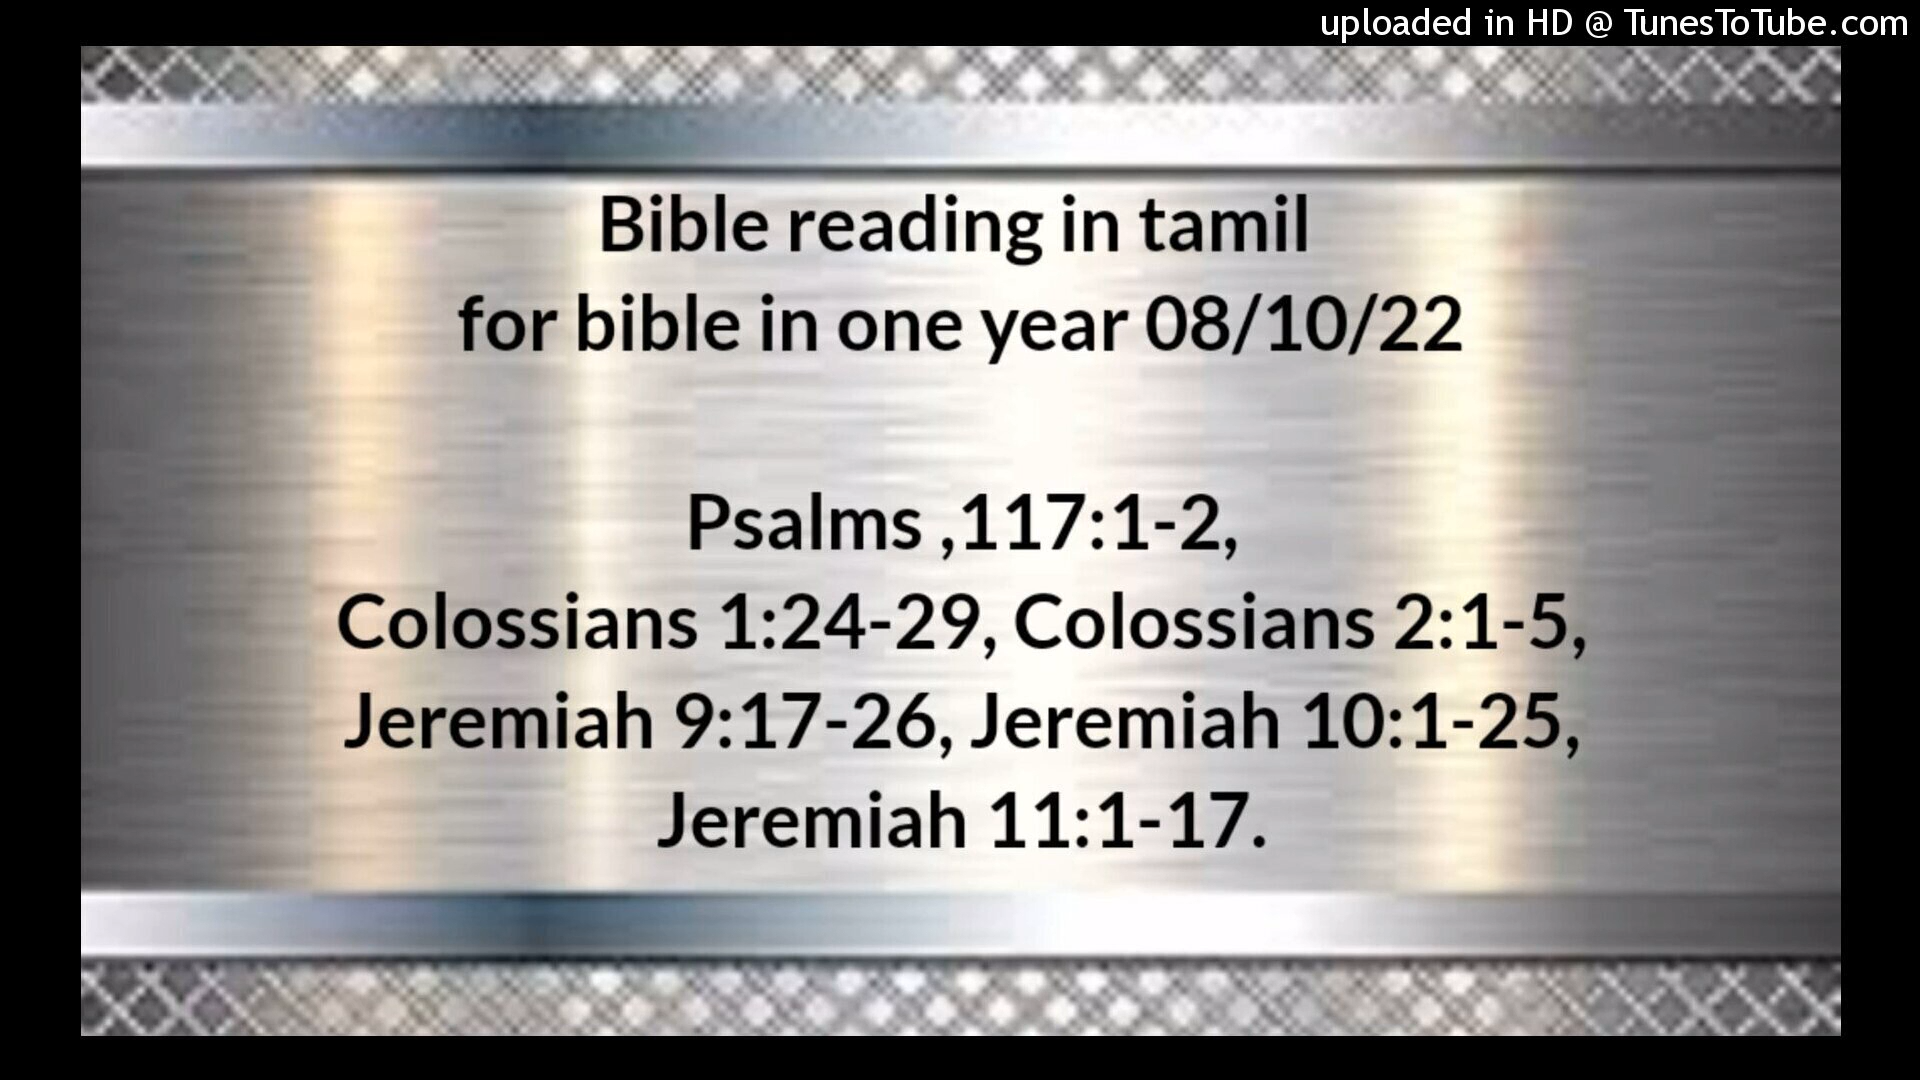 uploaded in HD @ TunesToTube.com
Bible reading in tamil
for bible in one year 08/10/22
Psalms ,117:1-2,
Colossians 1:24-29, Colossians 2:1-5,
Jeremiah 9:17-26, Jeremiah 10:1-25,
Jeremiah 11:1-17.